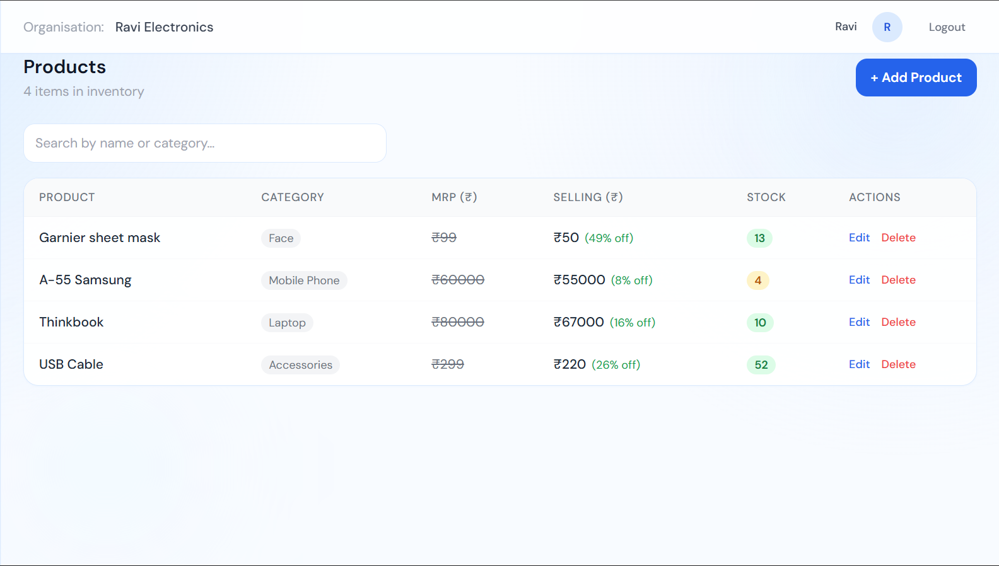 Organisation: Ravi Electronics Ravi R Logout
Products
4 items in inventory
+ Add Product
Search by name or category...
PRODUCT CATEGORY MRP (₹) SELLING (₹) STOCK ACTIONS
Garnier sheet mask Face ₹99 ₹50 (49% off) 13 Edit Delete
A-55 Samsung Mobile Phone ₹60000 ₹55000 (8% off) 4 Edit Delete
Thinkbook Laptop ₹80000 ₹67000 (16% off) 10 Edit Delete
USB Cable Accessories ₹299 ₹220 (26% off) 52 Edit Delete